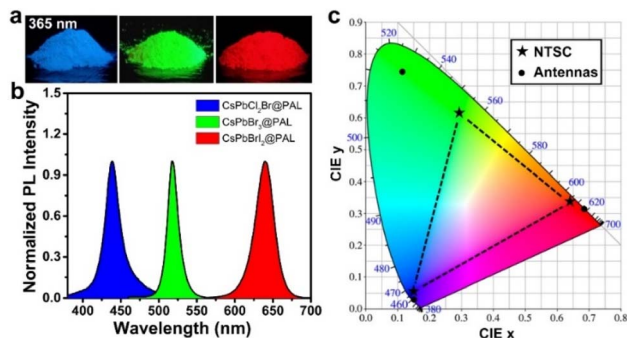 a
365 nm
b
Normalized PL Intensity
1.5
1.2
0.9
0.6
0.3
0.0
CsPbCl₂Br@PAL
CsPbBr₃@PAL
CsPbBrI₂@PAL
400 450 500 550 600 650 700
Wavelength (nm)
c
CIE y
0.9
0.8
0.7
0.6
0.5
0.4
0.3
0.2
0.1
0.0
NTSC
Antennas
520
540
560
500
580
600
620
700
490
480
470
460
380
0.0 0.1 0.2 0.3 0.4 0.5 0.6 0.7 0.8
CIE x